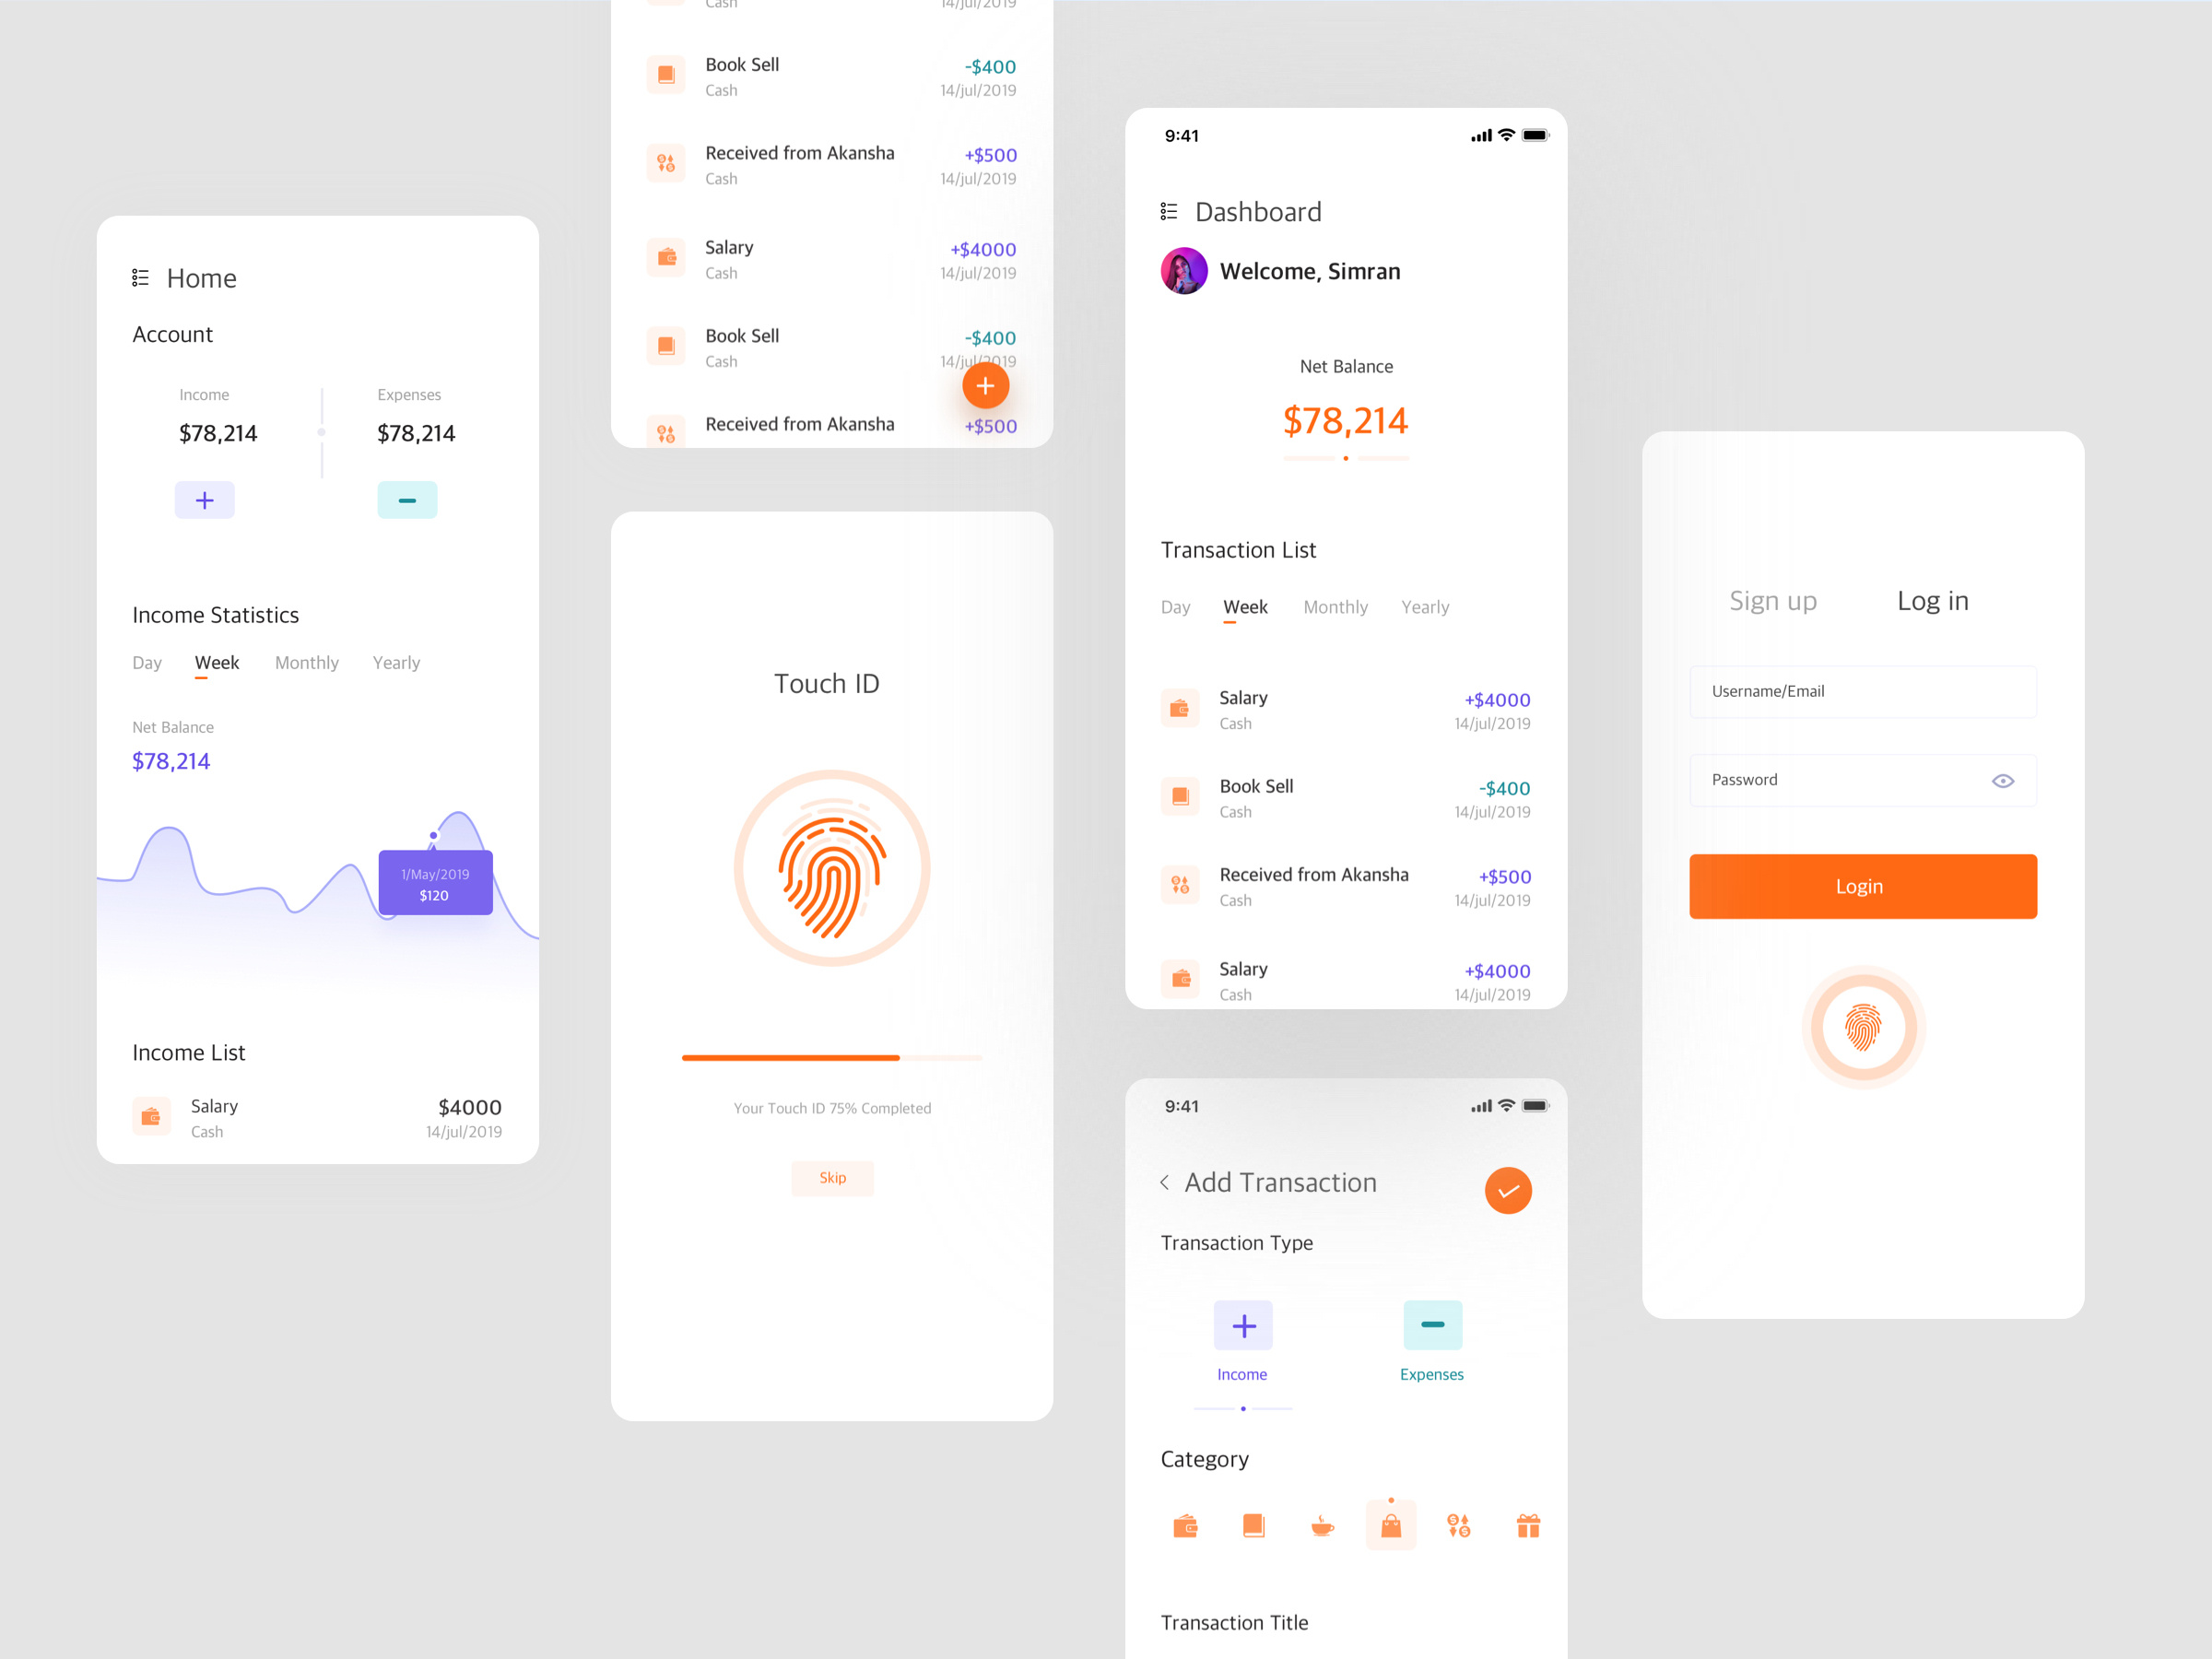 Home
Account
Income
Expenses
$78,214
$78,214
Income Statistics
Day Week Monthly Yearly
Net Balance
$78,214
1/May/2019
$120
Income List
Salary $4000
Cash 14/jul/2019
Cash 14/jul/2019
Book Sell -$400
Cash 14/jul/2019
Received from Akansha +$500
Cash 14/jul/2019
Salary +$4000
Cash 14/jul/2019
Book Sell -$400
Cash 14/jul/2019
Received from Akansha +$500
Touch ID
Your Touch ID 75% Completed
Skip
9:41
Dashboard
Welcome, Simran
Net Balance
$78,214
Transaction List
Day Week Monthly Yearly
Salary +$4000
Cash 14/jul/2019
Book Sell -$400
Cash 14/jul/2019
Received from Akansha +$500
Cash 14/jul/2019
Salary +$4000
Cash 14/jul/2019
9:41
Add Transaction
Transaction Type
Income Expenses
Category
Transaction Title
Sign up Log in
Username/Email
Password
Login